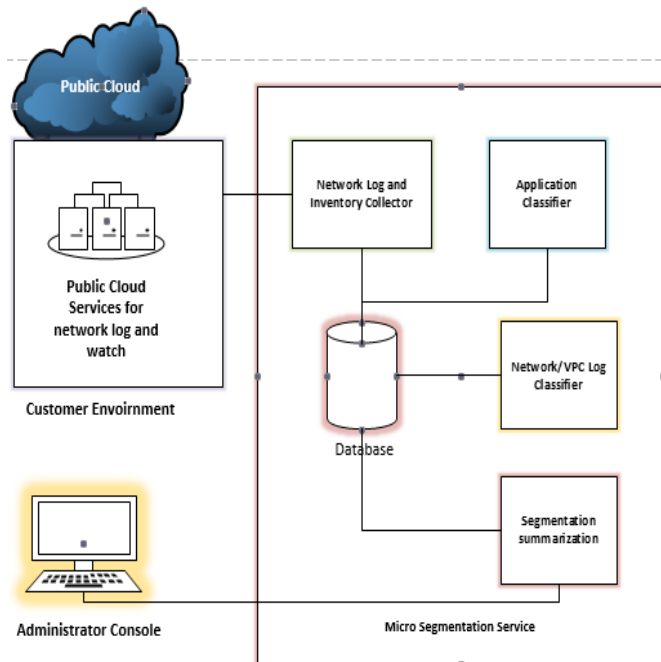 Public Cloud
Network Log and
Inventory Collector
Application
Classifier
Public Cloud
Services for
network log and
watch
Network/VPC Log
Classifier
Customer Envoirnment
Database
Segmentation
summarization
Administrator Console
Micro Segmentation Service